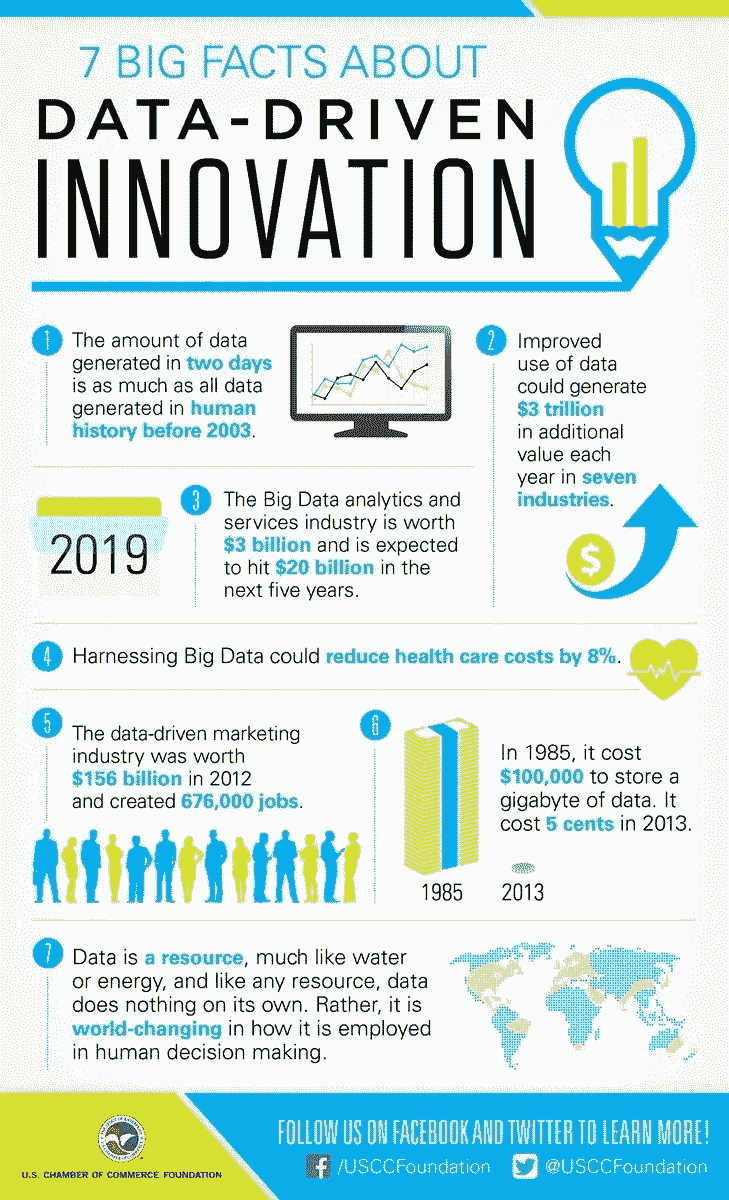 7 BIG FACTS ABOUT
DATA-DRIVEN
INNOVATION
1
The amount of data
generated in two days
is as much as all data
generated in human
history before 2003.
2
Improved
use of data
could generate
$3 trillion
in additional
value each
year in seven
industries.
$
2019
3
The Big Data analytics and
services industry is worth
$3 billion and is expected
to hit $20 billion in the
next five years.
4
Harnessing Big Data could reduce health care costs by 8%.
5
The data-driven marketing
industry was worth
$156 billion in 2012
and created 676,000 jobs.
6
In 1985, it cost
$100,000 to store a
gigabyte of data. It
cost 5 cents in 2013.
1985
2013
7
Data is a resource, much like water
or energy, and like any resource, data
does nothing on its own. Rather, it is
world-changing in how it is employed
in human decision making.
U.S. CHAMBER OF COMMERCE FOUNDATION
FOLLOW US ON FACEBOOK AND TWITTER TO LEARN MORE!
/USCCFoundation
@USCCFoundation